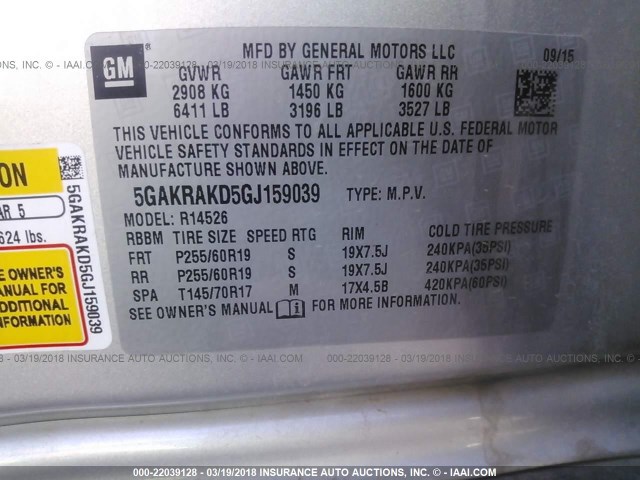 GM
MFD BY GENERAL MOTORS LLC 09/15
GVWR GAWR FRT GAWR RR
2908 KG 1450 KG 1600 KG
6411 LB 3196 LB 3527 LB
THIS VEHICLE CONFORMS TO ALL APPLICABLE U.S. FEDERAL MOTOR
VEHICLE SAFETY STANDARDS IN EFFECT ON THE DATE OF
MANUFACTURE SHOWN ABOVE.
5GAKRAKD5GJ159039 TYPE: M.P.V.
MODEL: R14526
RBBM TIRE SIZE SPEED RTG RIM COLD TIRE PRESSURE
FRT P255/60R19 S 19X7.5J 240KPA(35PSI)
RR P255/60R19 S 19X7.5J 240KPA(35PSI)
SPA T145/70R17 M 17X4.5B 420KPA(60PSI)
SEE OWNER'S MANUAL FOR MORE INFORMATION.
ON
AR 5
624 lbs.
E OWNER'S
ANUAL FOR
ADDITIONAL
FORMATION
5GAKRAKD5GJ159039
000-22039128 - 03/19/2018 INSURANCE AUTO AUCTIONS, INC. - © IAAI.COM